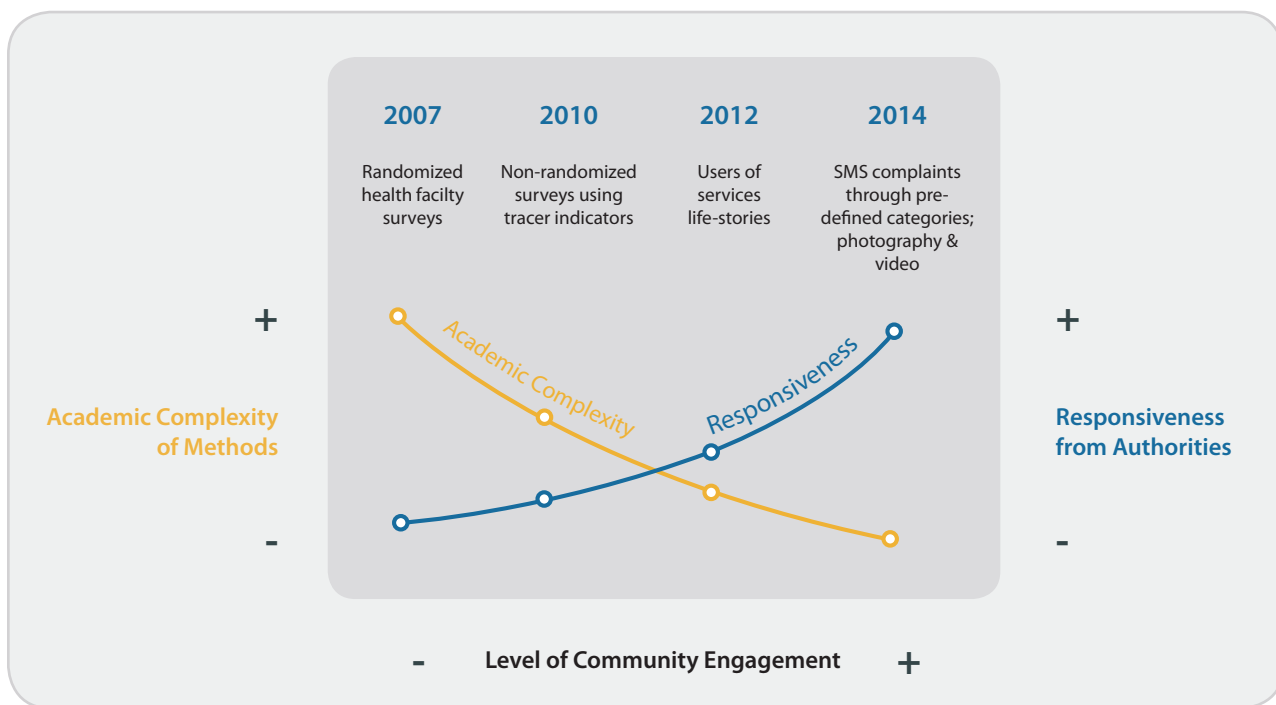 2007
Randomized
health facilty
surveys
2010
Non-randomized
surveys using
tracer indicators
2012
Users of
services
life-stories
2014
SMS complaints
through pre-
defined categories;
photography &
video
+
Academic Complexity
of Methods
-
Academic Complexity
Responsiveness
+
Responsiveness
from Authorities
-
- Level of Community Engagement +